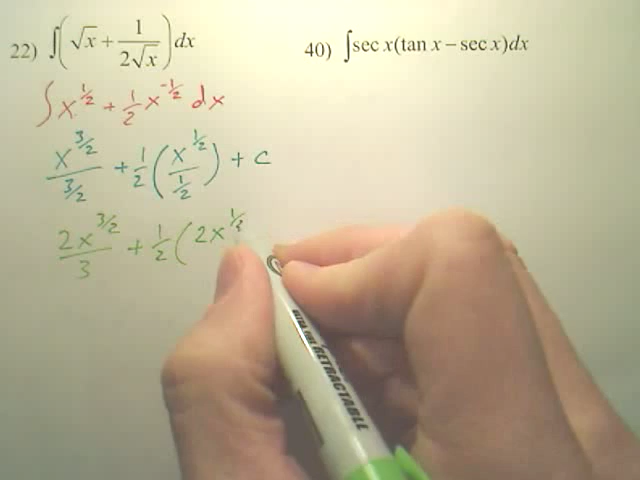 22) ∫(√x + 1/(2√x)) dx
∫ x^(1/2) + 1/2 x^(-1/2) dx
x^(3/2)/(3/2) + 1/2 (x^(1/2)/(1/2)) + c
2x^(3/2)/3 + 1/2 (2x^(1/2
40) ∫sec x(tan x − sec x)dx
RETRACTABLE